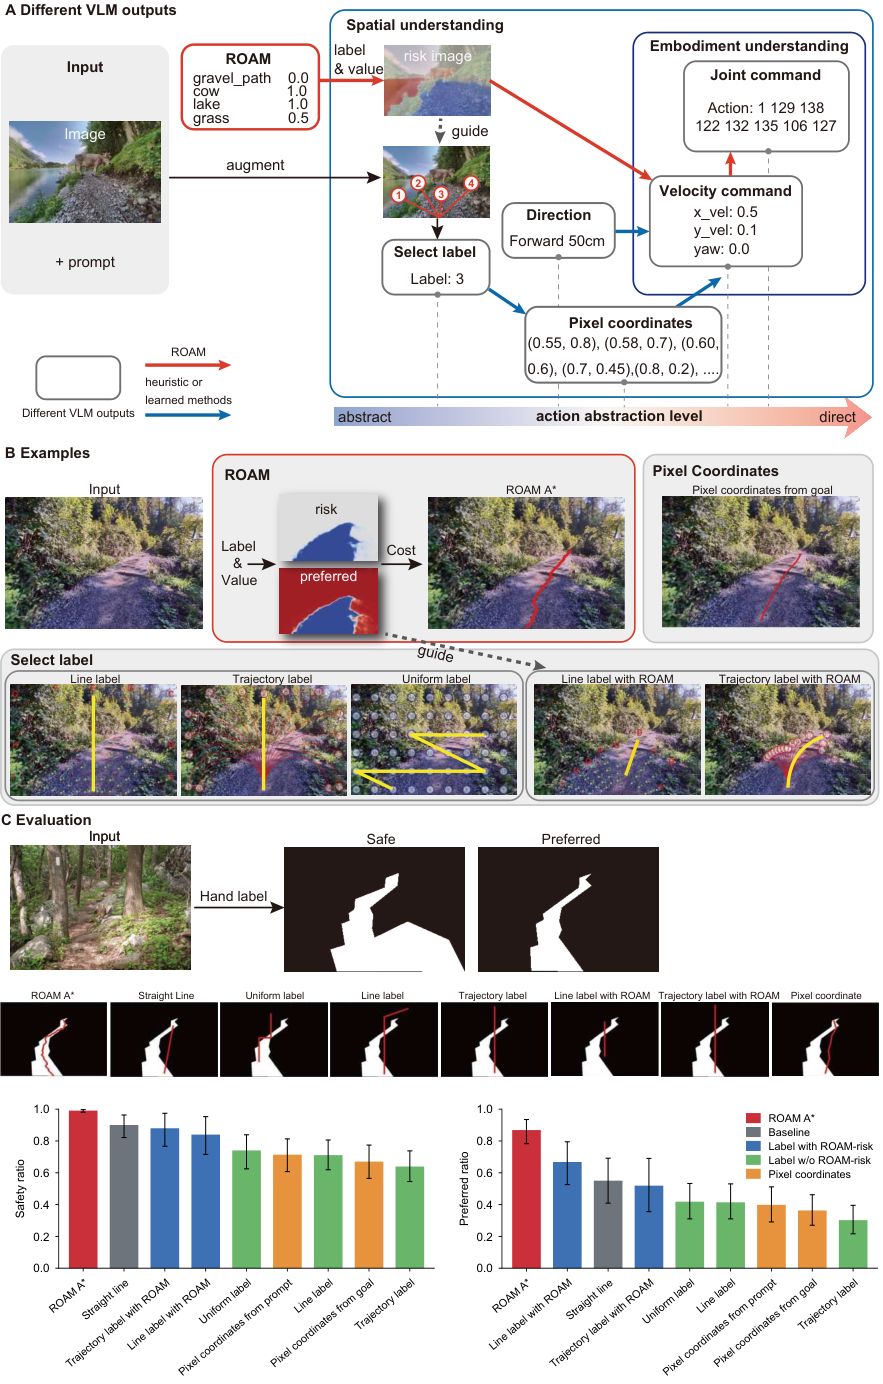 A Different VLM outputs
Input
Image
+ prompt
ROAM
gravel_path 0.0
cow 1.0
lake 1.0
grass 0.5
label
& value
augment
Spatial understanding
risk image
guide
1 2 3 4
Select label
Label: 3
Direction
Forward 50cm
Pixel coordinates
(0.55, 0.8), (0.58, 0.7), (0.60,
0.6), (0.7, 0.45),(0.8, 0.2), ....
Embodiment understanding
Joint command
Action: 1 129 138
122 132 135 106 127
Velocity command
x_vel: 0.5
y_vel: 0.1
yaw: 0.0
Different VLM outputs
ROAM
heuristic or
learned methods
abstract
action abstraction level
direct
B Examples
Input
ROAM
Label
&
Value
risk
preferred
Cost
ROAM A*
Pixel Coordinates
Pixel coordinates from goal
guide
Select label
Line label
Trajectory label
Uniform label
Line label with ROAM
Trajectory label with ROAM
C Evaluation
Input
Hand label
Safe
Preferred
ROAM A*
Straight Line
Uniform label
Line label
Trajectory label
Line label with ROAM
Trajectory label with ROAM
Pixel coordinate
Safety ratio
1.0
0.8
0.6
0.4
0.2
0.0
ROAM A*
Straight line
Trajectory label with ROAM
Line label with ROAM
Uniform label
Pixel coordinates from prompt
Line label
Pixel coordinates from goal
Trajectory label
Preferred ratio
1.0
0.8
0.6
0.4
0.2
0.0
ROAM A*
Baseline
Label with ROAM-risk
Label w/o ROAM-risk
Pixel coordinates
ROAM A*
Line label with ROAM
Straight line
Trajectory label with ROAM
Uniform label
Line label
Pixel coordinates from prompt
Pixel coordinates from goal
Trajectory label